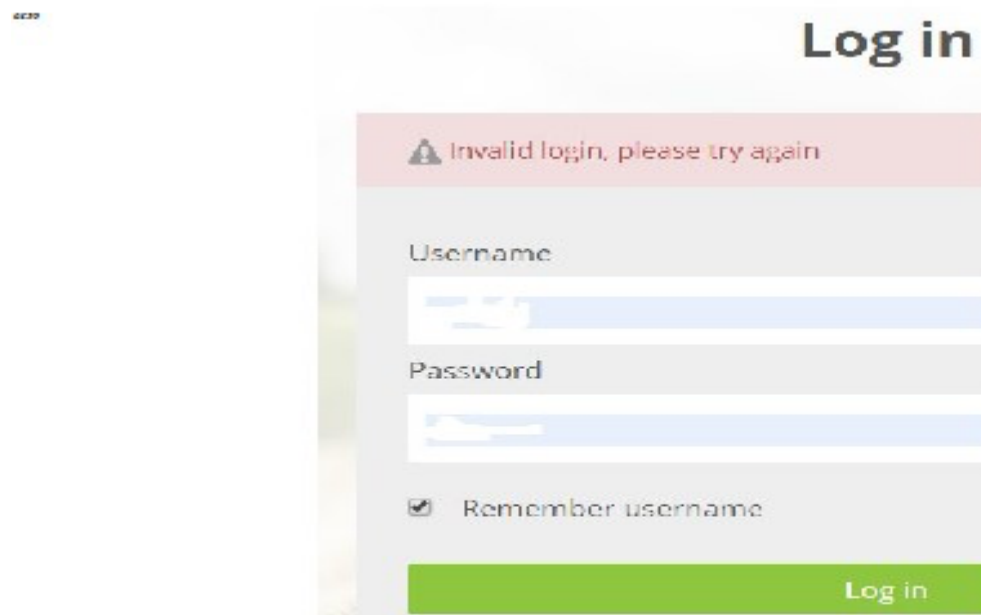 Log in
Invalid login, please try again
Username
Password
Remember username
Log in